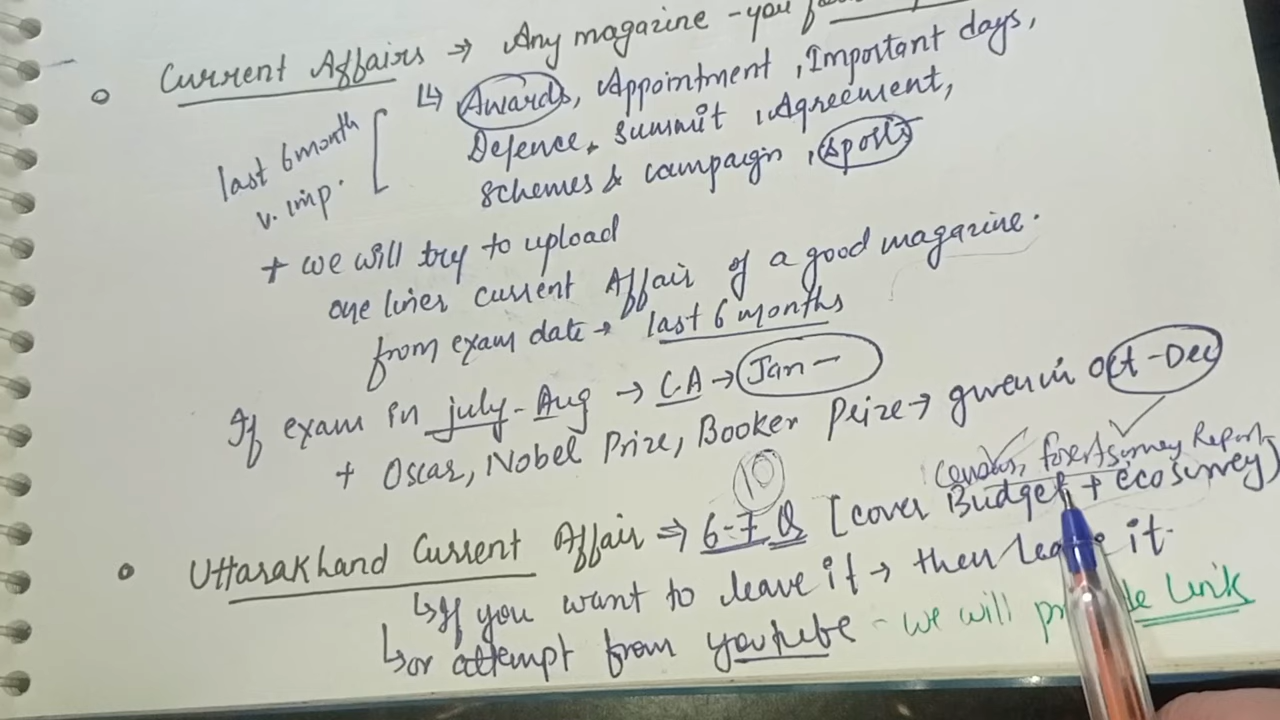 Current Affairs → Any magazine - you
↳ Awards, Appointment, Important days,
Defence, Summit, Agreement,
Schemes & campaign, sports
last 6 month
v. imp.
+ we will try to upload
one liner current Affair of a good magazine.
from exam date → last 6 months
If exam in july-Aug → C.A → Jan -
+ Oscar, Nobel Prize, Booker Prize → given in Oct-Dec
Census, forest survey Report,
10
Uttarakhand Current Affair ⇒ 6-7 Q [cover Budget + eco survey)
↳ If you want to leave it → then leave it.
↳ or attempt from youtube - we will provide link